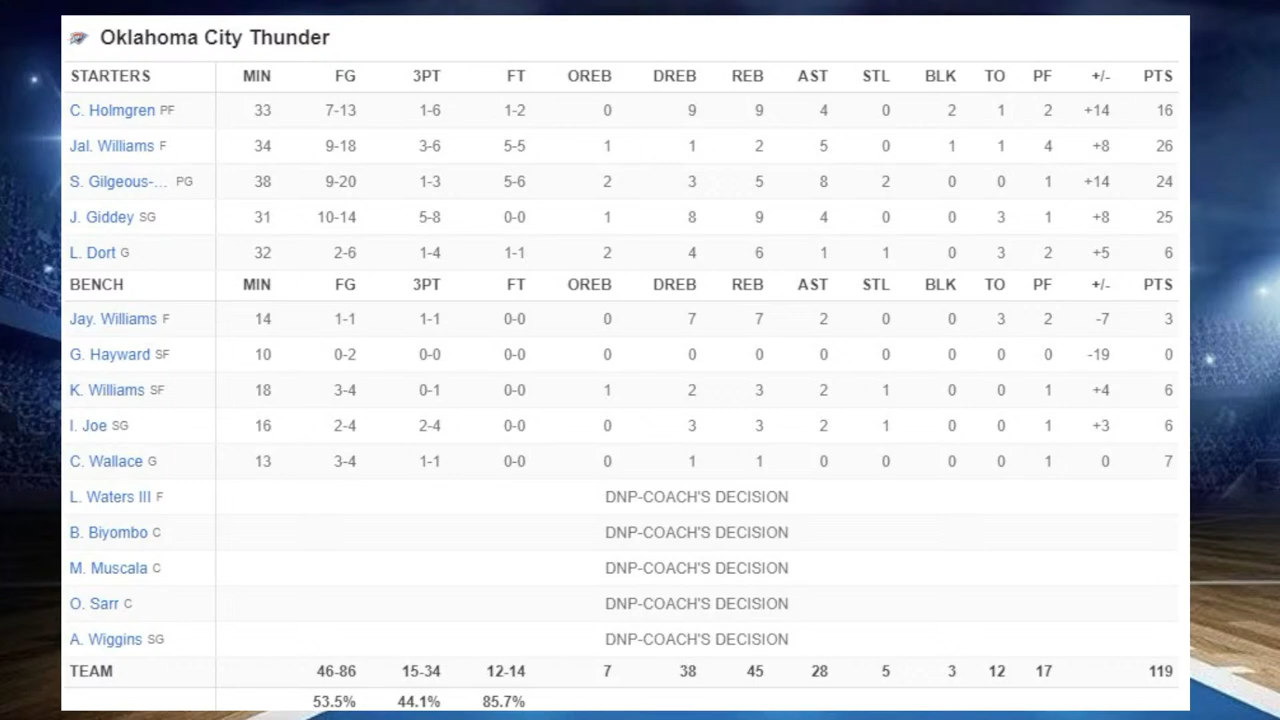 Oklahoma City Thunder
STARTERS MIN FG 3PT FT OREB DREB REB AST STL BLK TO PF +/- PTS
C. Holmgren PF 33 7-13 1-6 1-2 0 9 9 4 0 2 1 2 +14 16
Jal. Williams F 34 9-18 3-6 5-5 1 1 2 5 0 1 1 4 +8 26
S. Gilgeous-... PG 38 9-20 1-3 5-6 2 3 5 8 2 0 0 1 +14 24
J. Giddey SG 31 10-14 5-8 0-0 1 8 9 4 0 0 3 1 +8 25
L. Dort G 32 2-6 1-4 1-1 2 4 6 1 1 0 3 2 +5 6
BENCH MIN FG 3PT FT OREB DREB REB AST STL BLK TO PF +/- PTS
Jay. Williams F 14 1-1 1-1 0-0 0 7 7 2 0 0 3 2 -7 3
G. Hayward SF 10 0-2 0-0 0-0 0 0 0 0 0 0 0 0 -19 0
K. Williams SF 18 3-4 0-1 0-0 1 2 3 2 1 0 0 1 +4 6
I. Joe SG 16 2-4 2-4 0-0 0 3 3 2 1 0 0 1 +3 6
C. Wallace G 13 3-4 1-1 0-0 0 1 1 0 0 0 0 1 0 7
L. Waters III F DNP-COACH'S DECISION
B. Biyombo C DNP-COACH'S DECISION
M. Muscala C DNP-COACH'S DECISION
O. Sarr C DNP-COACH'S DECISION
A. Wiggins SG DNP-COACH'S DECISION
TEAM 46-86 15-34 12-14 7 38 45 28 5 3 12 17 119
53.5% 44.1% 85.7%